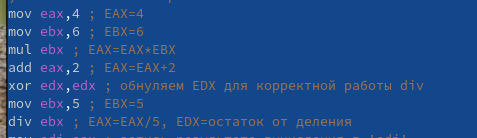 mov eax,4 ; EAX=4
mov ebx,6 ; EBX=6
mul ebx ; EAX=EAX*EBX
add eax,2 ; EAX=EAX+2
xor edx,edx ; обнуляем EDX для корректной работы div
mov ebx,5 ; EBX=5
div ebx ; EAX=EAX/5, EDX=остаток от деления